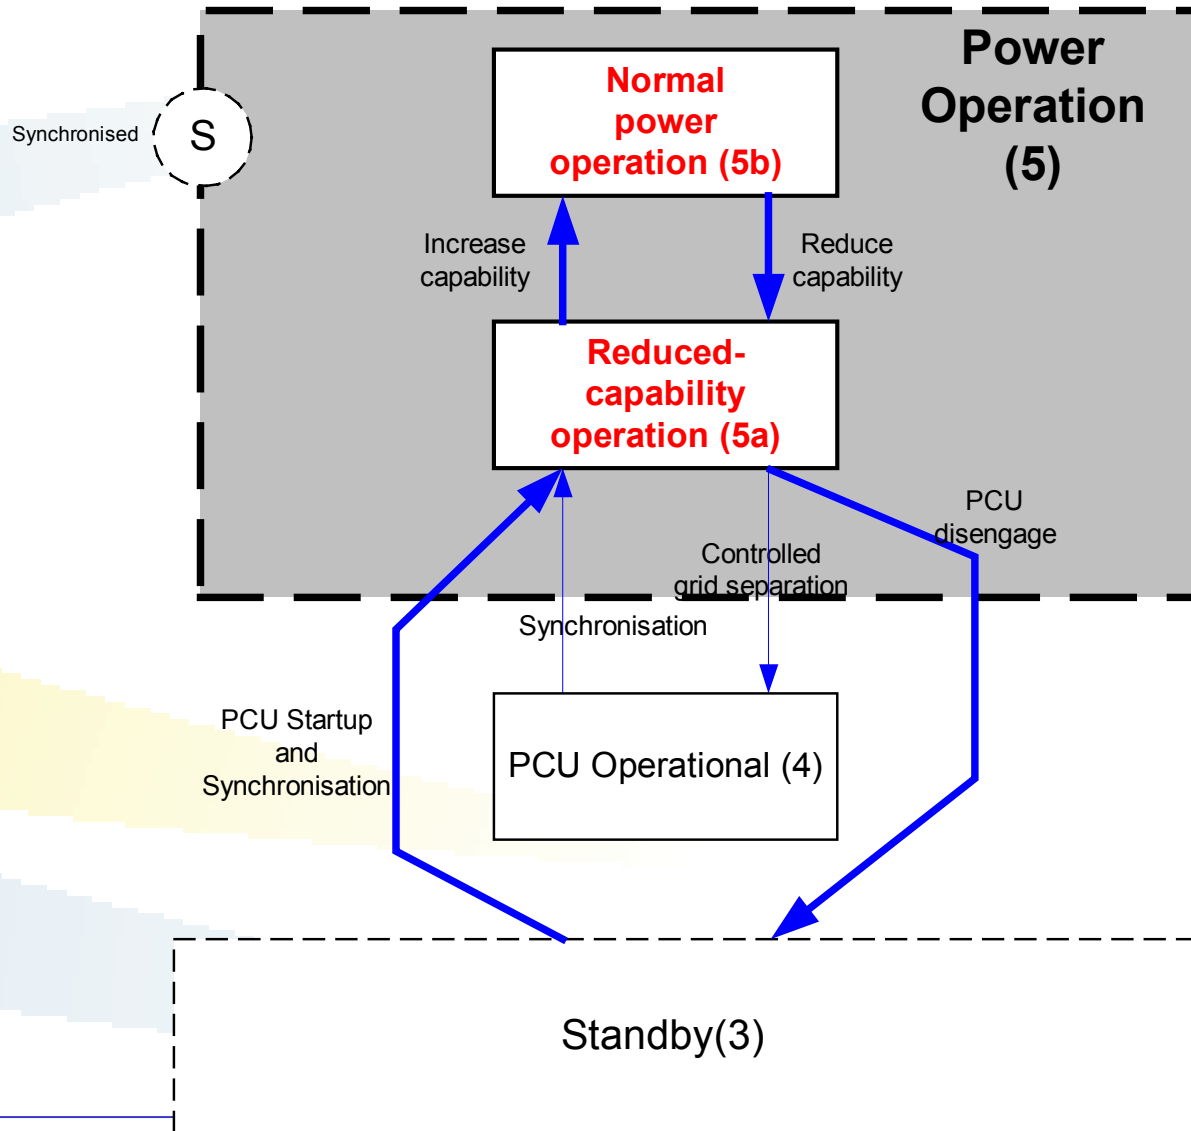 Power
Operation
(5)
Normal
power
operation (5b)
Synchronised
S
Increase
capability
Reduce
capability
Reduced-
capability
operation (5a)
PCU
disengage
Controlled
grid separation
Synchronisation
PCU Startup
and
Synchronisation
PCU Operational (4)
Standby(3)